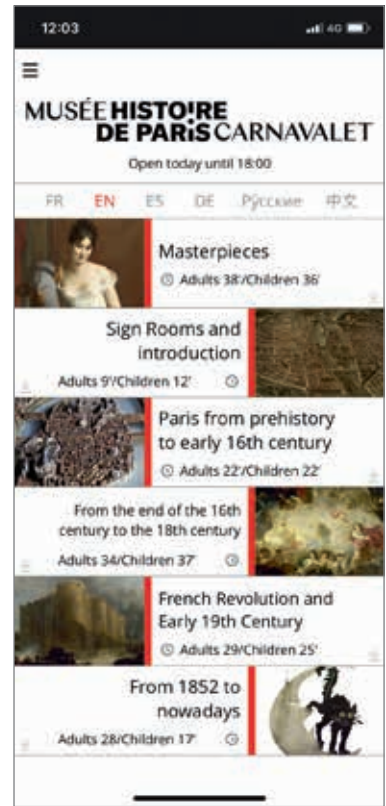 12:03
4G
MUSÉE HISTOIRE
DE PARiS CARNAVALET
Open today until 18:00
FR EN ES DE Ру́сские 中文
Masterpieces
Adults 38'/Children 36'
Sign Rooms and
introduction
Adults 9'/Children 12'
Paris from prehistory
to early 16th century
Adults 22'/Children 22'
From the end of the 16th
century to the 18th century
Adults 34/Children 37'
French Revolution and
Early 19th Century
Adults 29/Children 25'
From 1852 to
nowadays
Adults 28/Children 17'